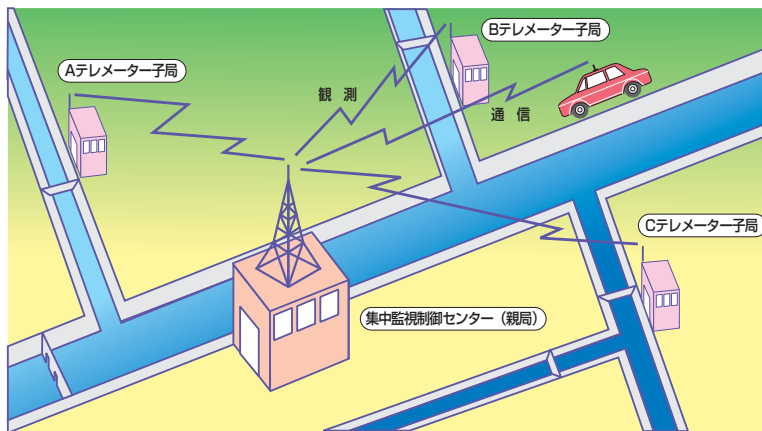 Bテレメーター子局
Aテレメーター子局
観測
通信
Cテレメーター子局
集中監視制御センター（親局）